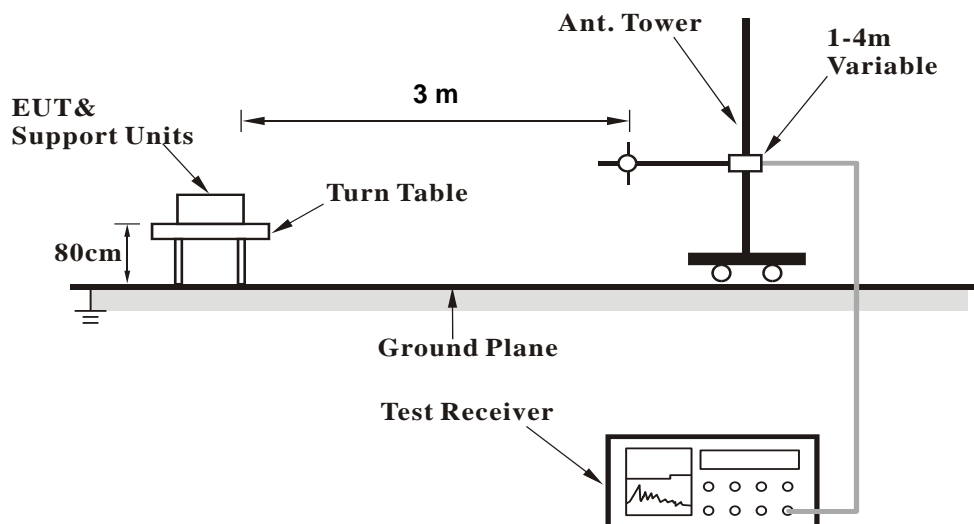 Ant. Tower
1-4m
Variable
3 m
EUT&
Support Units
Turn Table
80cm
Ground Plane
Test Receiver